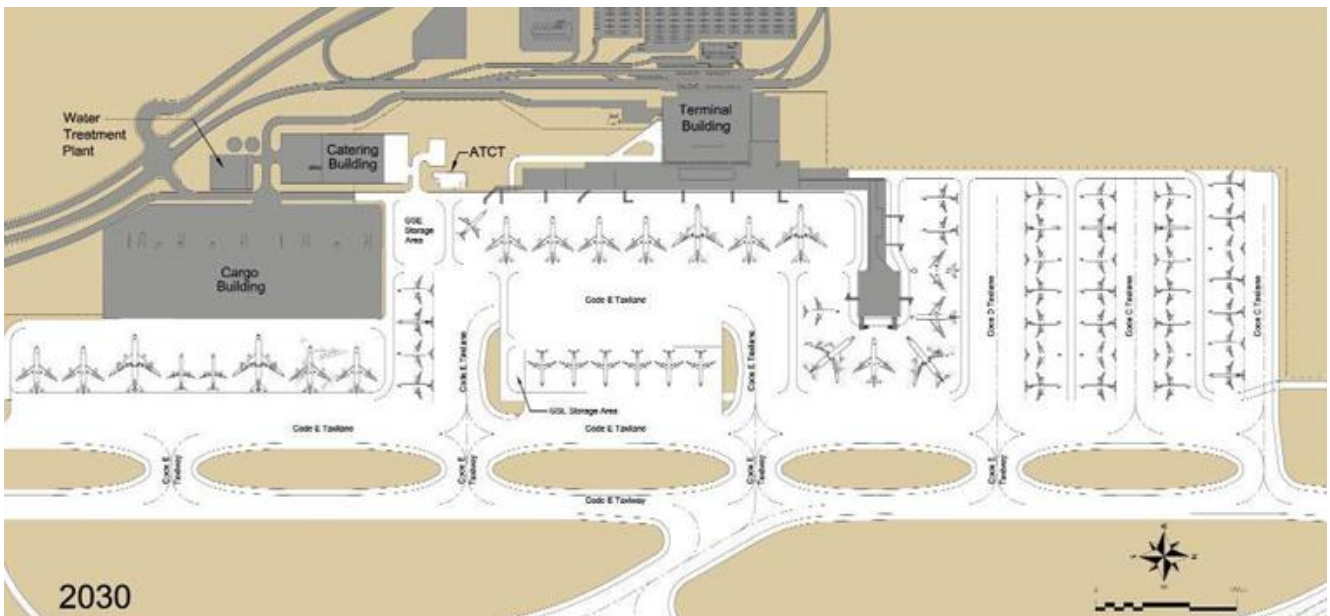 Water
Treatment
Plant
Catering
Building
ATCT
Terminal
Building
GSE
Storage
Area
Cargo
Building
Code E Taxilane
Code E Taxilane
Code E Taxilane
GSE Storage Area
Code D Taxilane
Code C Taxilane
Code C Taxilane
Code E Taxilane
Code E Taxilane
Code E
Taxiway
Code E
Taxiway
Code E
Taxiway
Code E
Taxiway
Code E Taxiway
2030